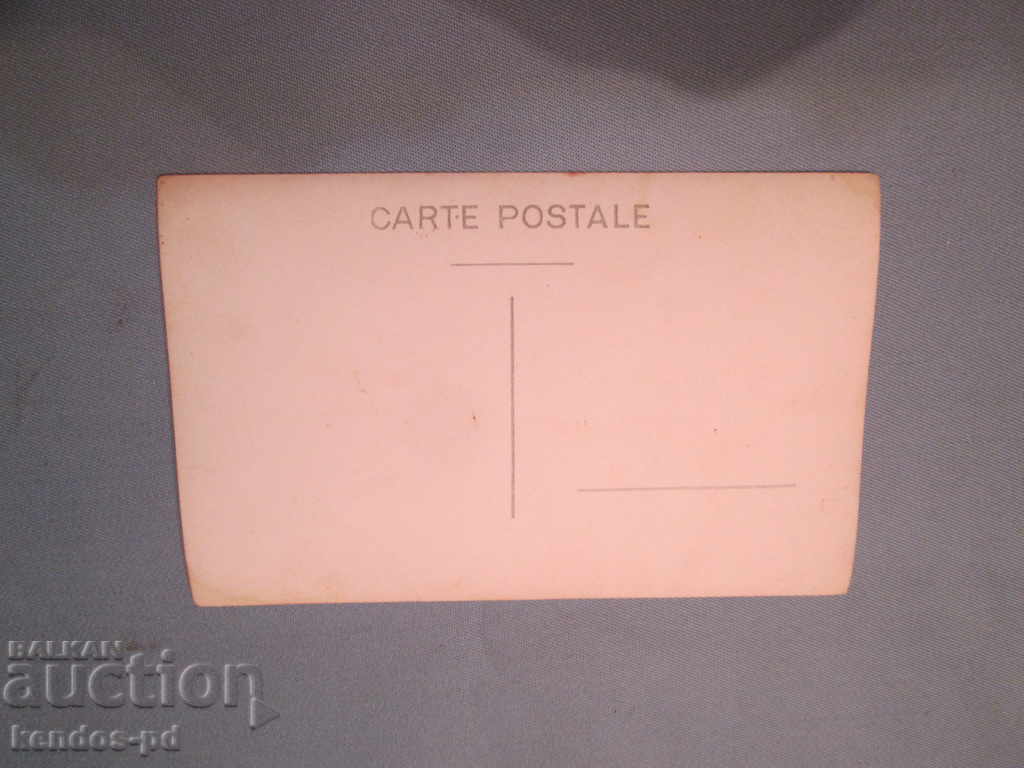 CARTE POSTALE
BALKAN
auction
kendos-pd